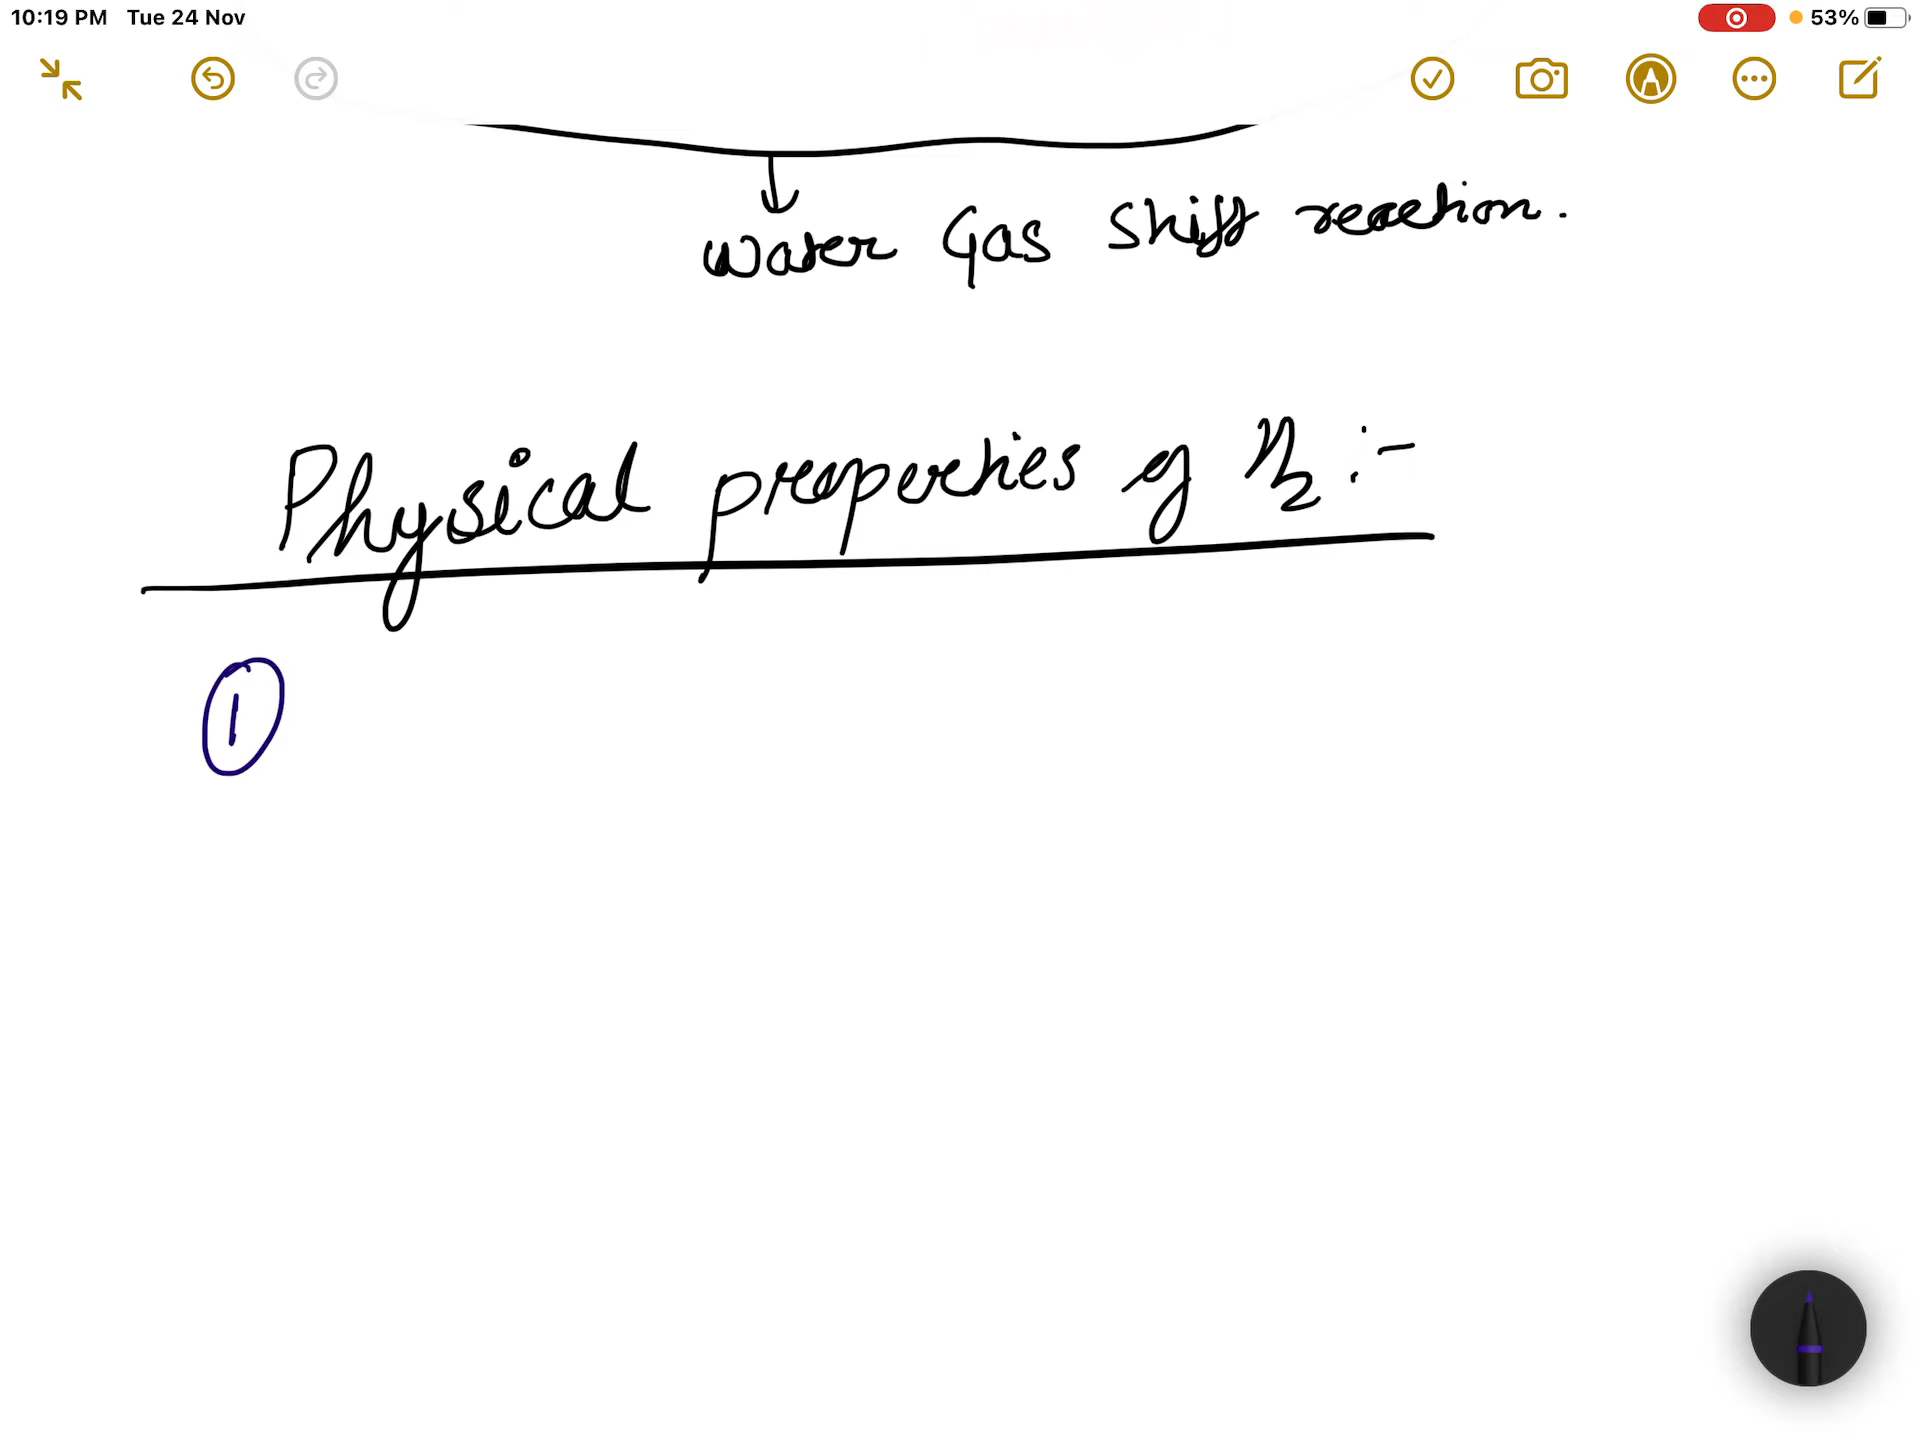 10:19 PM Tue 24 Nov 53%
Water Gas Shift reaction.
Physical properties of H2 :-
1